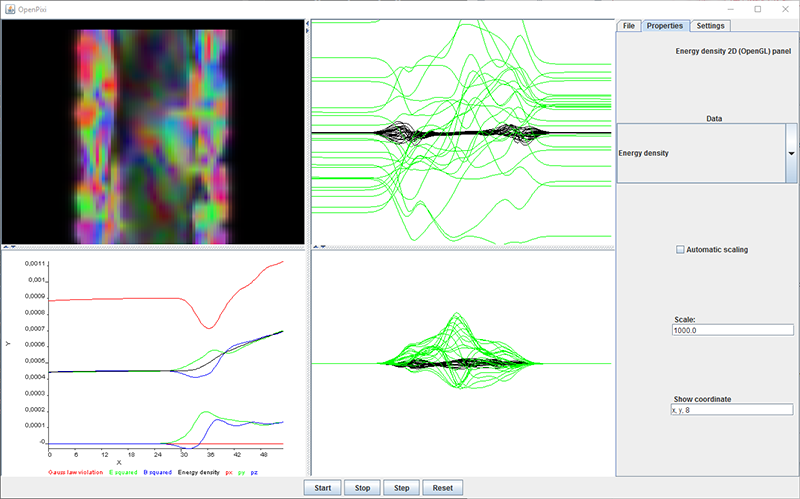 OpenPixi
File Properties Settings
Energy density 2D (OpenGL) panel
Data
Energy density
Automatic scaling
Scale:
1000.0
Show coordinate
x, y, 8
0,0011
0,001
0,0009
0,0008
0,0007
0,0006
0,0005
0,0004
0,0002
0,0001
-0
Y
0 6 12 18 24 30 36 42 48
X
Gauss law violation E squared B squared Energy density px py pz
Start Stop Step Reset